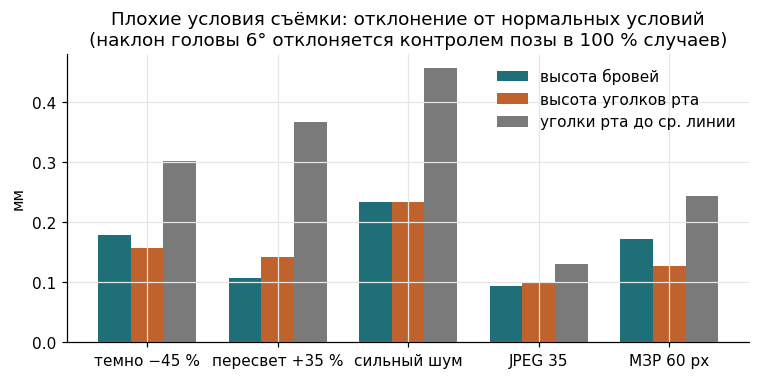 Плохие условия съёмки: отклонение от нормальных условий
(наклон головы 6° отклоняется контролем позы в 100 % случаев)
высота бровей
высота уголков рта
уголки рта до ср. линии
мм
0.4
0.3
0.2
0.1
0.0
темно −45 % пересвет +35 % сильный шум JPEG 35 МЗР 60 px